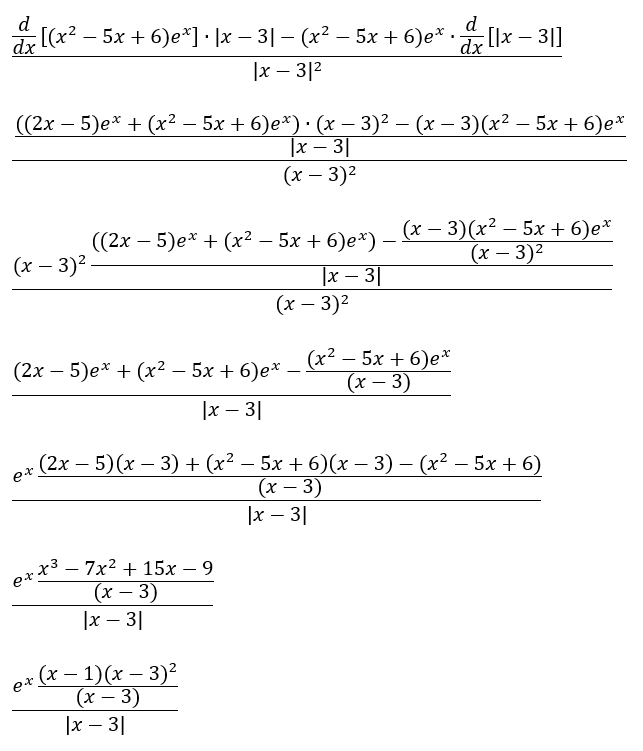 d/dx [(x² − 5x + 6)eˣ] · |x − 3| − (x² − 5x + 6)eˣ · d/dx [|x − 3|]
|x − 3|²
((2x − 5)eˣ + (x² − 5x + 6)eˣ) · (x − 3)² − (x − 3)(x² − 5x + 6)eˣ
|x − 3|
(x − 3)²
(x − 3)² ((2x − 5)eˣ + (x² − 5x + 6)eˣ) − (x − 3)(x² − 5x + 6)eˣ
(x − 3)²
|x − 3|
(x − 3)²
(2x − 5)eˣ + (x² − 5x + 6)eˣ − (x² − 5x + 6)eˣ
(x − 3)
|x − 3|
eˣ (2x − 5)(x − 3) + (x² − 5x + 6)(x − 3) − (x² − 5x + 6)
(x − 3)
|x − 3|
eˣ x³ − 7x² + 15x − 9
(x − 3)
|x − 3|
eˣ (x − 1)(x − 3)²
(x − 3)
|x − 3|